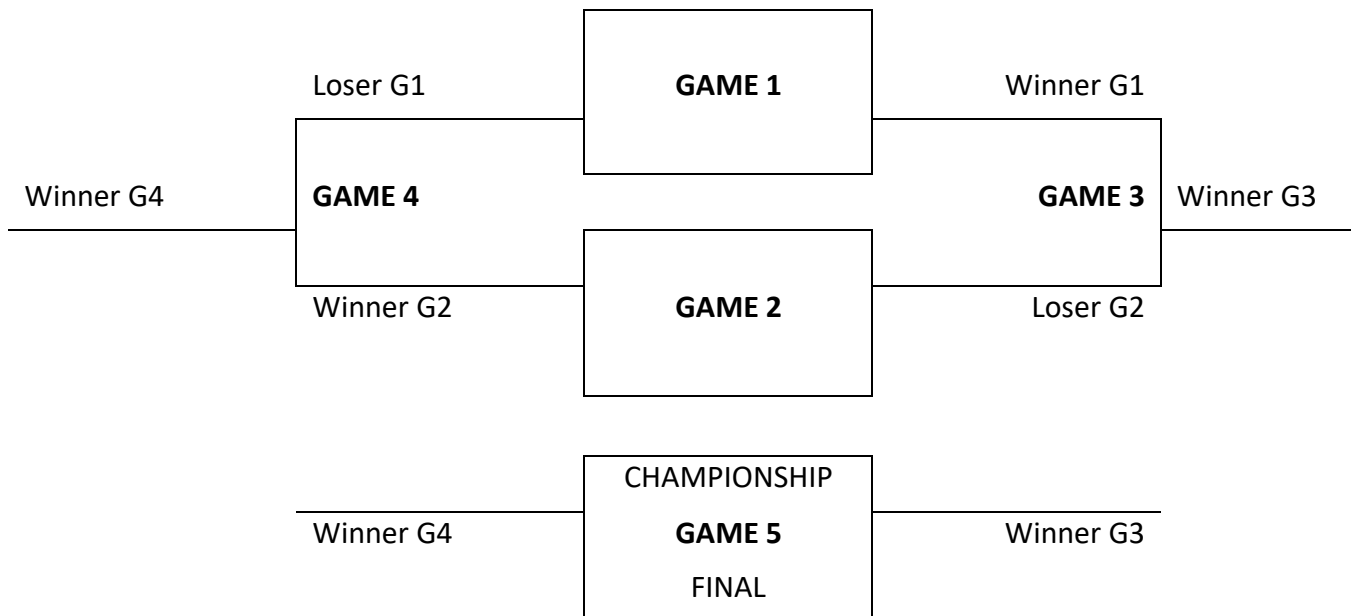 Loser G1 GAME 1 Winner G1
Winner G4 GAME 4 GAME 3 Winner G3
Winner G2 GAME 2 Loser G2
CHAMPIONSHIP
Winner G4 GAME 5 Winner G3
FINAL